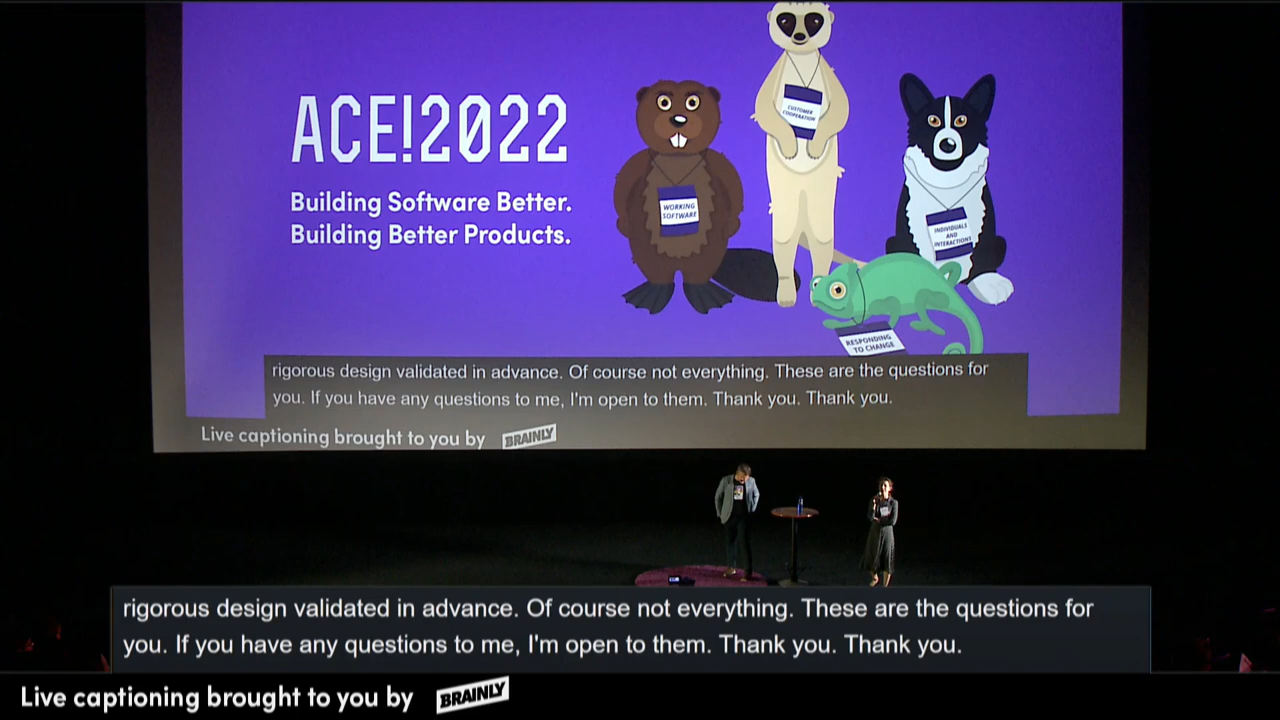 ACE!2022
Building Software Better.
Building Better Products.
CUSTOMER
COOPERATION
WORKING
SOFTWARE
INDIVIDUALS
AND
INTERACTIONS
RESPONDING
TO CHANGE
rigorous design validated in advance. Of course not everything. These are the questions for
you. If you have any questions to me, I'm open to them. Thank you. Thank you.
Live captioning brought to you by BRAINLY
rigorous design validated in advance. Of course not everything. These are the questions for
you. If you have any questions to me, I'm open to them. Thank you. Thank you.
Live captioning brought to you by BRAINLY